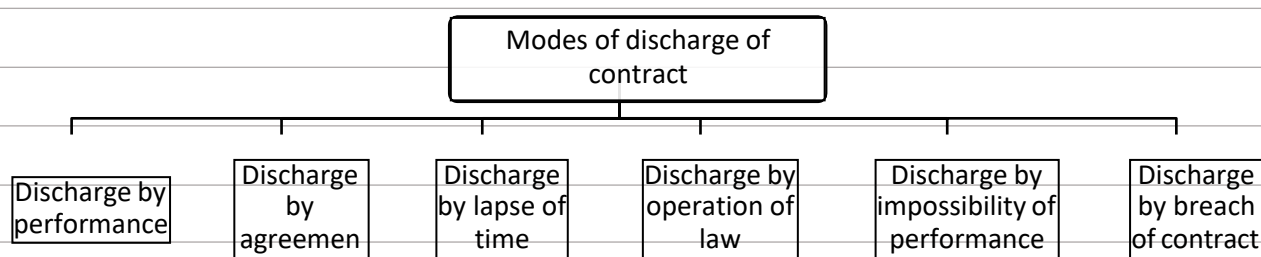 Modes of discharge of
contract
Discharge by
performance
Discharge
by
agreemen
Discharge
by lapse of
time
Discharge by
operation of
law
Discharge by
impossibility of
performance
Discharge
by breach
of contract